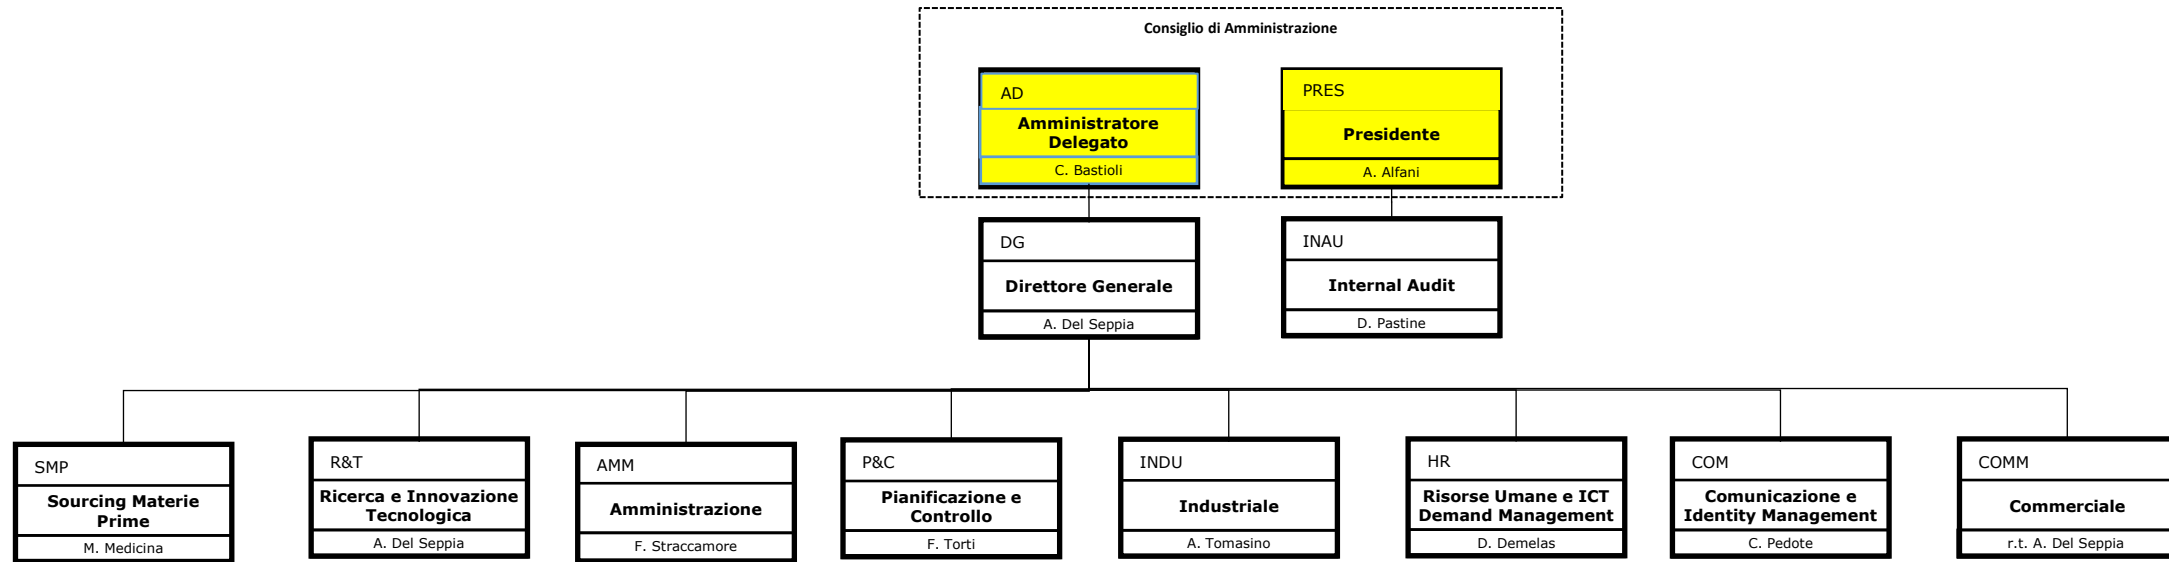 Consiglio di Amministrazione
AD
Amministratore
Delegato
C. Bastioli
PRES
Presidente
A. Alfani
DG
Direttore Generale
A. Del Seppia
INAU
Internal Audit
D. Pastine
SMP
Sourcing Materie
Prime
M. Medicina
R&T
Ricerca e Innovazione
Tecnologica
A. Del Seppia
AMM
Amministrazione
F. Straccamore
P&C
Pianificazione e
Controllo
F. Torti
INDU
Industriale
A. Tomasino
HR
Risorse Umane e ICT
Demand Management
D. Demelas
COM
Comunicazione e
Identity Management
C. Pedote
COMM
Commerciale
r.t. A. Del Seppia